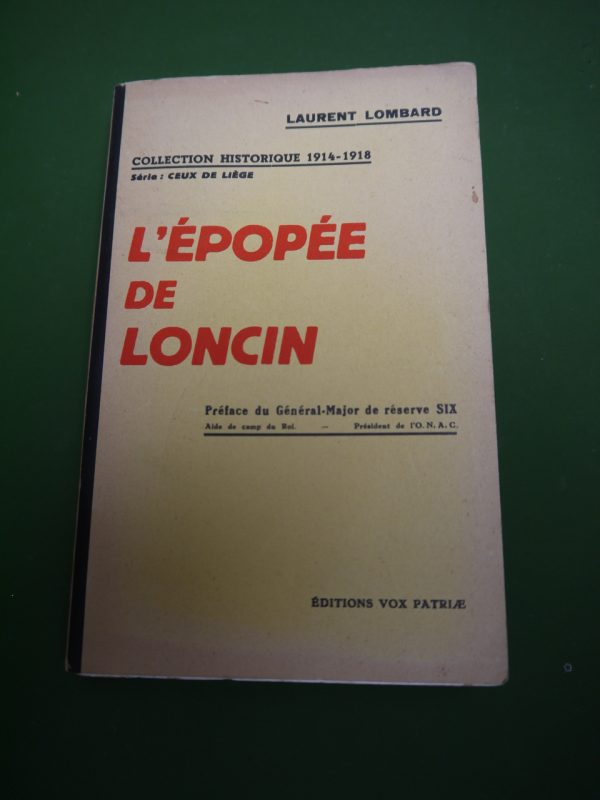 LAURENT LOMBARD
COLLECTION HISTORIQUE 1914-1918
Série : CEUX DE LIÈGE
L'ÉPOPÉE
DE
LONCIN
Préface du Général-Major de réserve SIX
Aide de camp du Roi. — Président de l'O. N. A. C.
ÉDITIONS VOX PATRIÆ